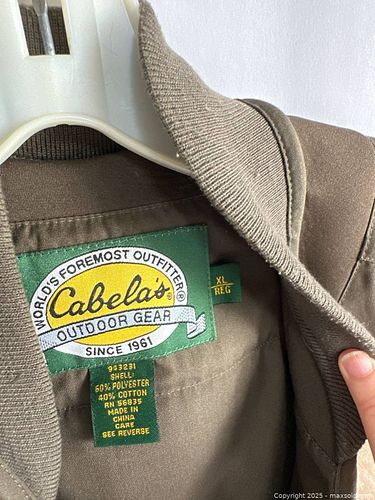 WORLD'S FOREMOST OUTFITTER®
Cabela's
OUTDOOR GEAR
SINCE 1961
XL
REG
943231
SHELL:
60% POLYESTER
40% COTTON
RN 56835
MADE IN
CHINA
CARE
SEE REVERSE
Copyright 2025 - maxsold.com